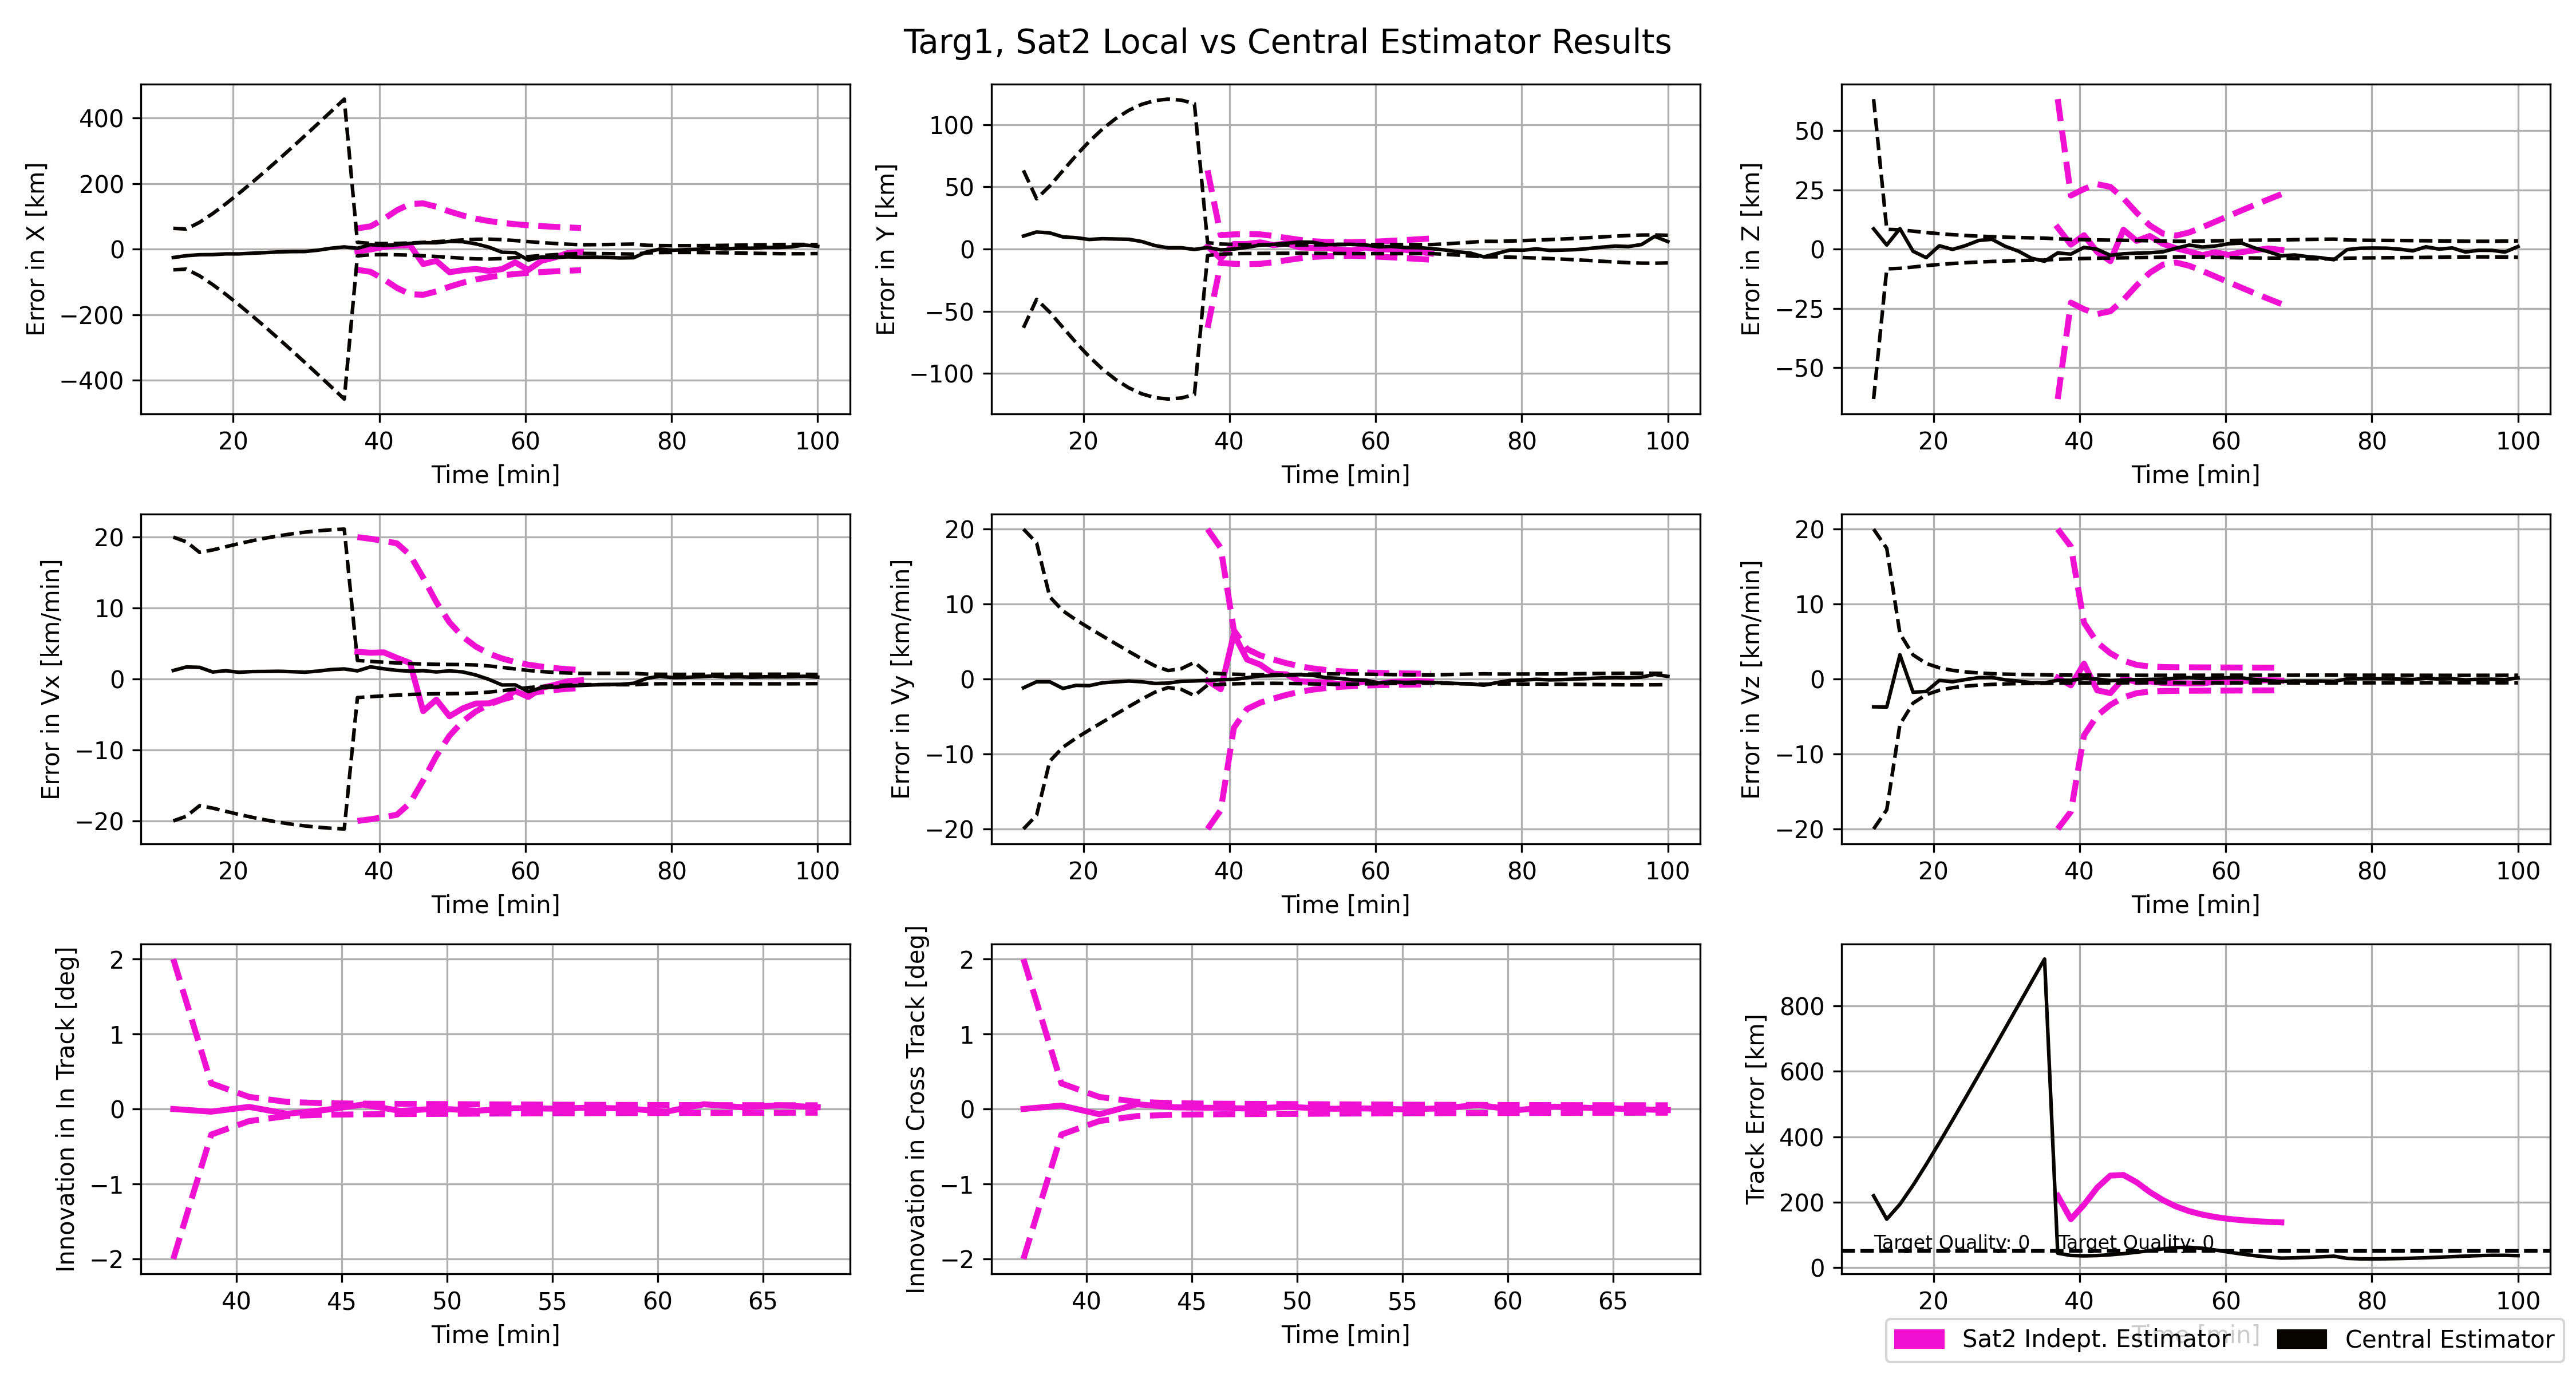 Targ1, Sat2 Local vs Central Estimator Results
Error in X [km]
400
200
0
−200
−400
20 40 60 80 100
Time [min]
Error in Y [km]
100
50
0
−50
−100
20 40 60 80 100
Time [min]
Error in Z [km]
50
25
0
−25
−50
20 40 60 80 100
Time [min]
Error in Vx [km/min]
20
10
0
−10
−20
20 40 60 80 100
Time [min]
Error in Vy [km/min]
20
10
0
−10
−20
20 40 60 80 100
Time [min]
Error in Vz [km/min]
20
10
0
−10
−20
20 40 60 80 100
Time [min]
Innovation in In Track [deg]
2
1
0
−1
−2
40 45 50 55 60 65
Time [min]
Innovation in Cross Track [deg]
2
1
0
−1
−2
40 45 50 55 60 65
Time [min]
Track Error [km]
800
600
400
200
0
Target Quality: 0 Target Quality: 0
20 40 60 80 100
Time [min]
Sat2 Indept. Estimator Central Estimator